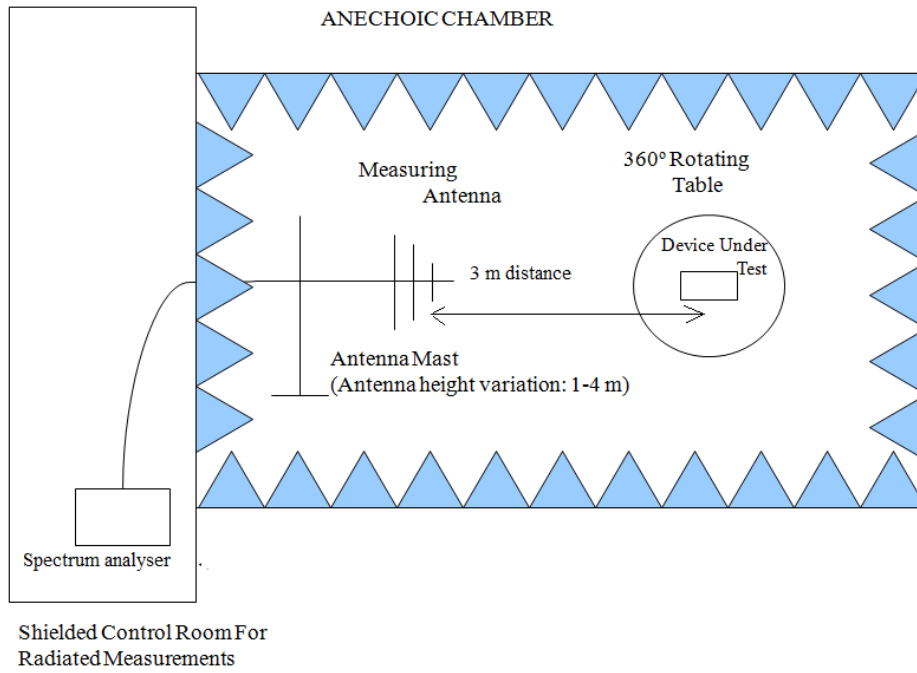 ANECHOIC CHAMBER
Measuring
Antenna
360º Rotating
Table
Device Under
Test
3 m distance
Antenna Mast
(Antenna height variation: 1-4 m)
Spectrum analyser
Shielded Control Room For
Radiated Measurements